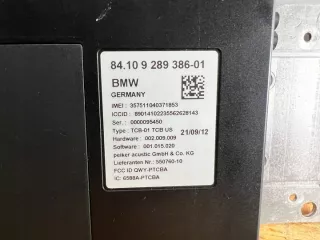 84.10 9 289 386-01
BMW
GERMANY
IMEI : 357511040371853
ICCID : 89014102235562628143
Ser.: 0000095450
Type : TCB-01 TCB US 21/09/12
Hardware : 002.009.009
Software : 001.015.020
peiker acustic GmbH & Co. KG
Lieferanten Nr.: 550760-10
FCC ID QWY-PTCBA
IC: 6588A-PTCBA